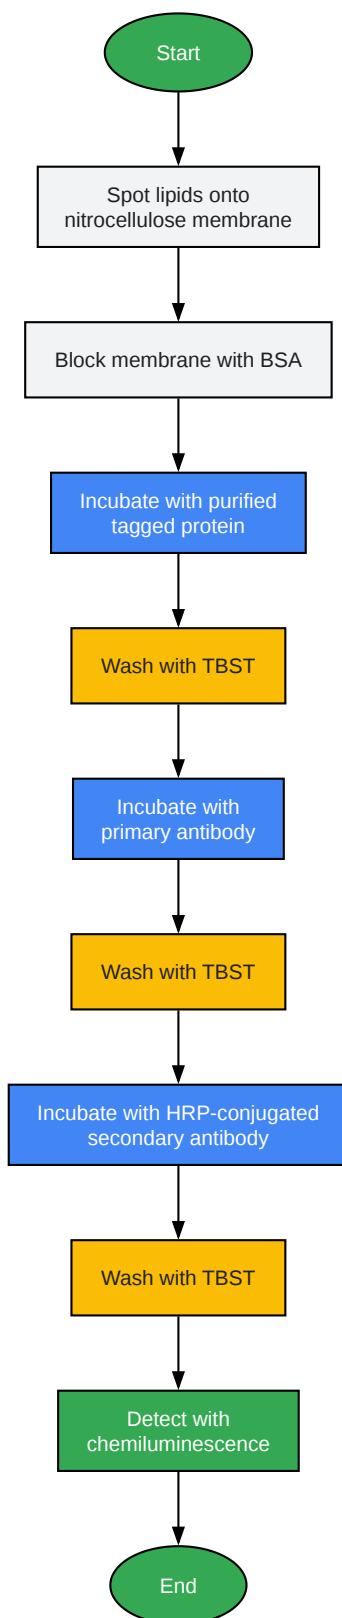 Start
Spot lipids onto
nitrocellulose membrane
Block membrane with BSA
Incubate with purified
tagged protein
Wash with TBST
Incubate with
primary antibody
Wash with TBST
Incubate with HRP-conjugated
secondary antibody
Wash with TBST
Detect with
chemiluminescence
End